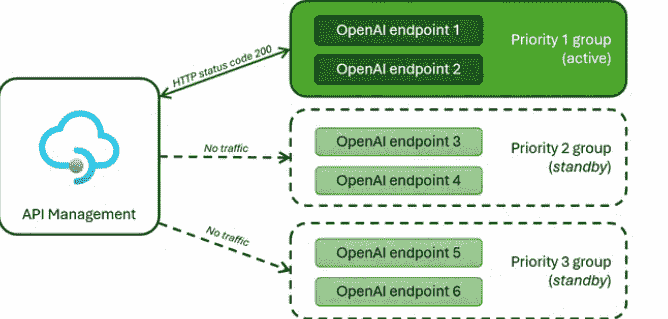 API Management
HTTP status code 200
OpenAI endpoint 1
OpenAI endpoint 2
Priority 1 group
(active)
No traffic
OpenAI endpoint 3
OpenAI endpoint 4
Priority 2 group
(standby)
No traffic
OpenAI endpoint 5
OpenAI endpoint 6
Priority 3 group
(standby)